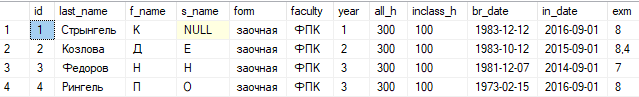 id last_name f_name s_name form faculty year all_h inclass_h br_date in_date exm
1 1 Стрынгель К NULL заочная ФПК 1 300 100 1983-12-12 2016-09-01 8
2 2 Козлова Д Е заочная ФПК 2 300 100 1983-10-12 2015-09-01 8,4
3 3 Федоров Н Н заочная ФПК 3 300 100 1981-12-07 2014-09-01 7
4 4 Рингель П О заочная ФПК 3 300 100 1973-02-15 2016-09-01 8